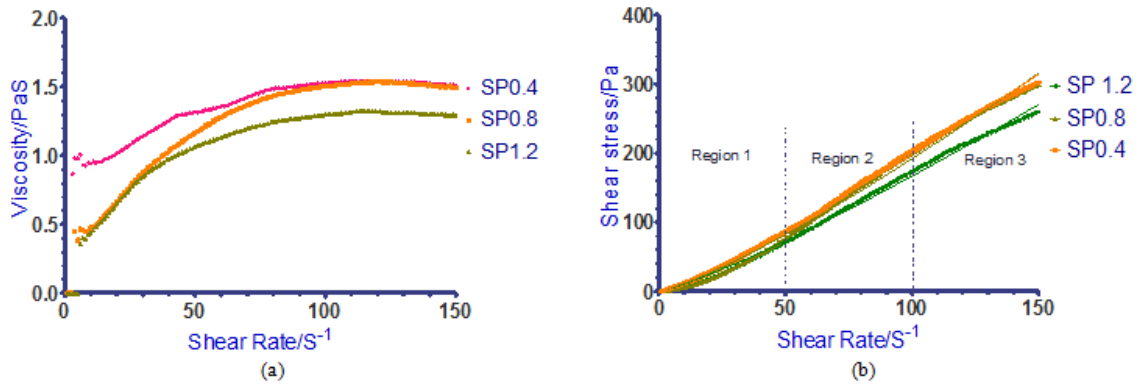 2.0
1.5
1.0
0.5
0.0
Viscosity/PaS
0 50 100 150
Shear Rate/S⁻¹
SP0.4
SP0.8
SP1.2
(a)
400
300
200
100
0
Shear stress/Pa
0 50 100 150
Shear Rate/S⁻¹
Region 1
Region 2
Region 3
SP 1.2
SP0.8
SP0.4
(b)